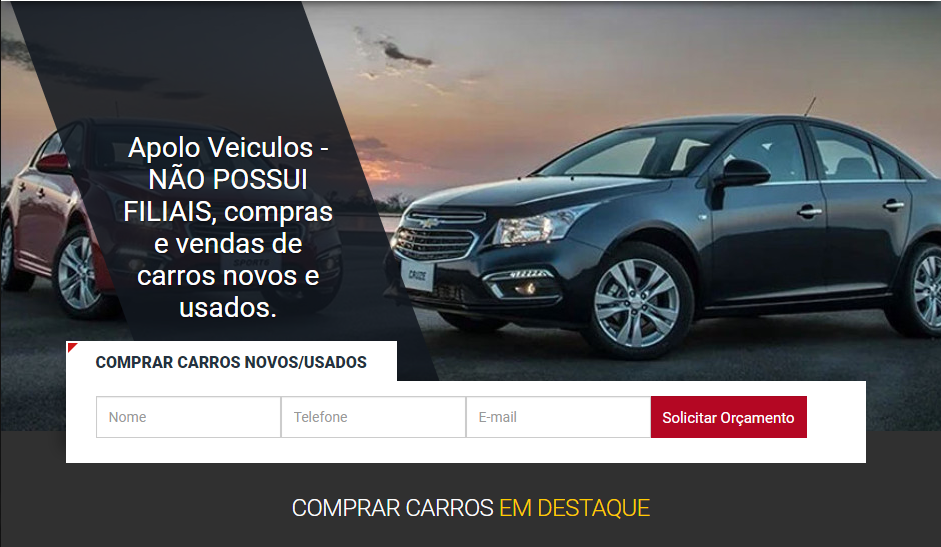 Apolo Veiculos -
NÃO POSSUI
FILIAIS, compras
e vendas de
carros novos e
usados.
CRUZE
COMPRAR CARROS NOVOS/USADOS
Nome
Telefone
E-mail
Solicitar Orçamento
COMPRAR CARROS EM DESTAQUE